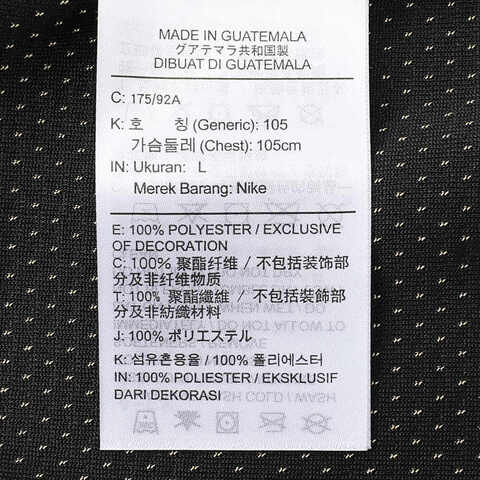 MADE IN GUATEMALA
グアテマラ共和国製
DIBUAT DI GUATEMALA
C: 175/92A
K: 호 칭 (Generic): 105
가슴둘레 (Chest): 105cm
IN: Ukuran: L
Merek Barang: Nike
E: 100% POLYESTER / EXCLUSIVE
OF DECORATION
C: 100% 聚酯纤维 / 不包括装饰部
分及非纤维物质
T: 100% 聚酯纖維 / 不包括裝飾部
分及非紡織材料
J: 100% ポリエステル
K: 섬유혼용율 / 100% 폴리에스터
IN: 100% POLIESTER / EKSKLUSIF
DARI DEKORASI